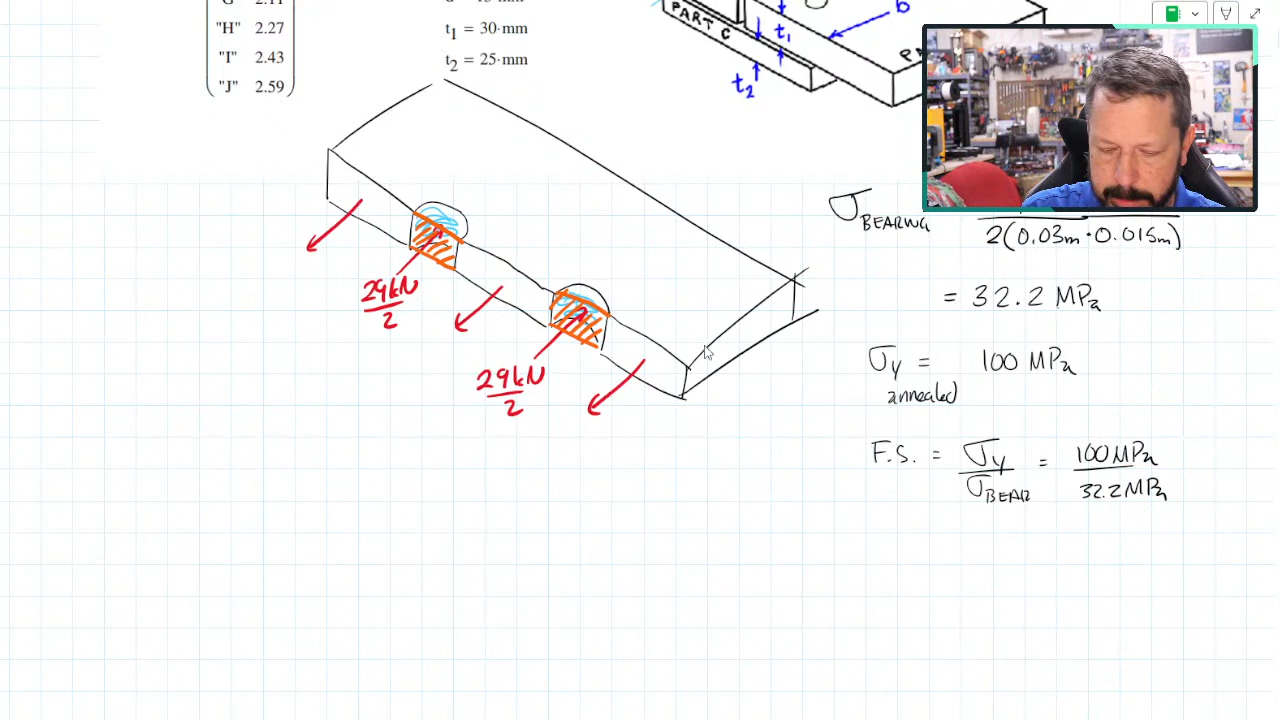 "H" 2.27
t₁ = 30·mm
"I" 2.43
t₂ = 25·mm
"J" 2.59
PART C
t₁
b
t₂
29kN
2
29kN
2
σ BEARING
2(0.03m · 0.015m)
= 32.2 MPa
σy = 100 MPa
annealed
F.S. = σy / σBEAR = 100MPa / 32.2MPa